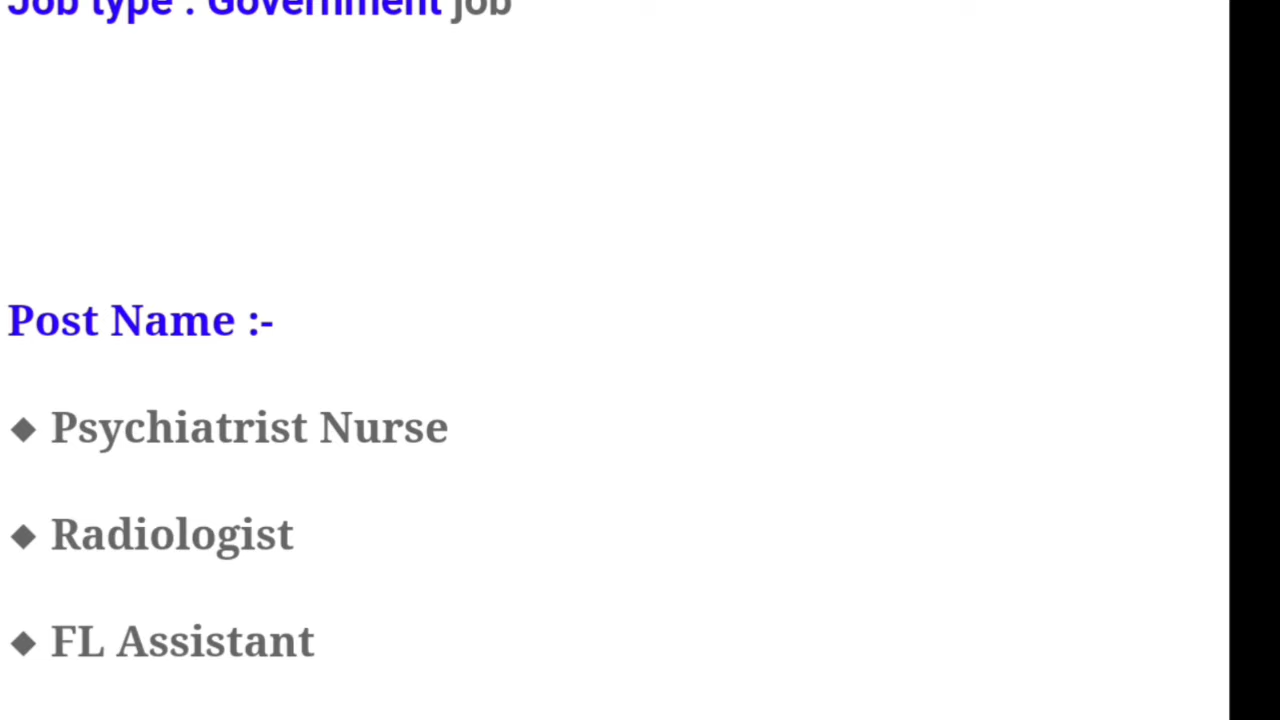 Job type : Government job
Post Name :-
◆ Psychiatrist Nurse
◆ Radiologist
◆ FL Assistant